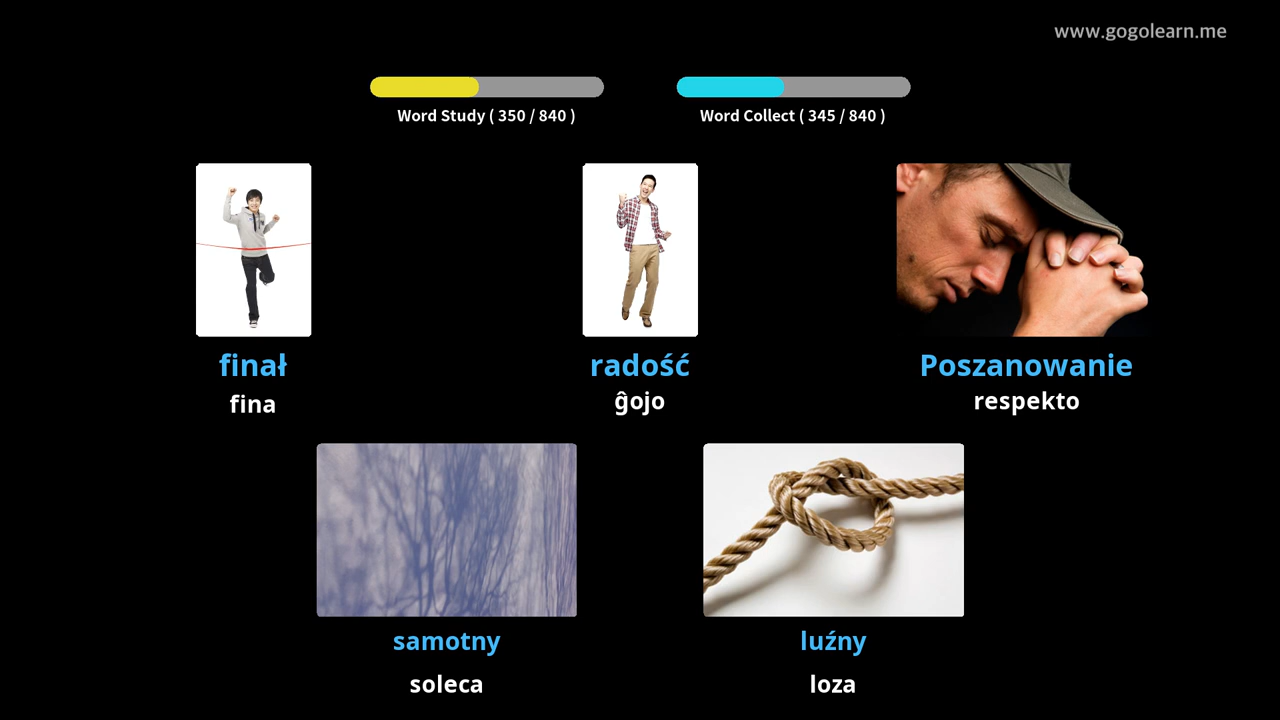 www.gogolearn.me
Word Study ( 350 / 840 )
Word Collect ( 345 / 840 )
finał
fina
radość
ĝojo
Poszanowanie
respekto
samotny
soleca
luźny
loza